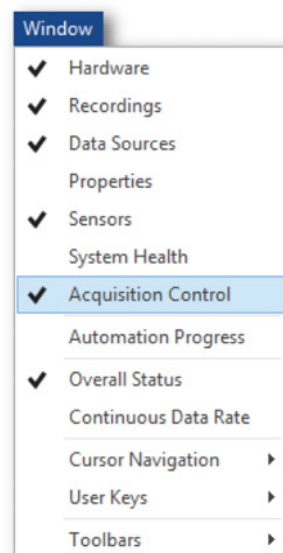 Window
Hardware
Recordings
Data Sources
Properties
Sensors
System Health
Acquisition Control
Automation Progress
Overall Status
Continuous Data Rate
Cursor Navigation
User Keys
Toolbars